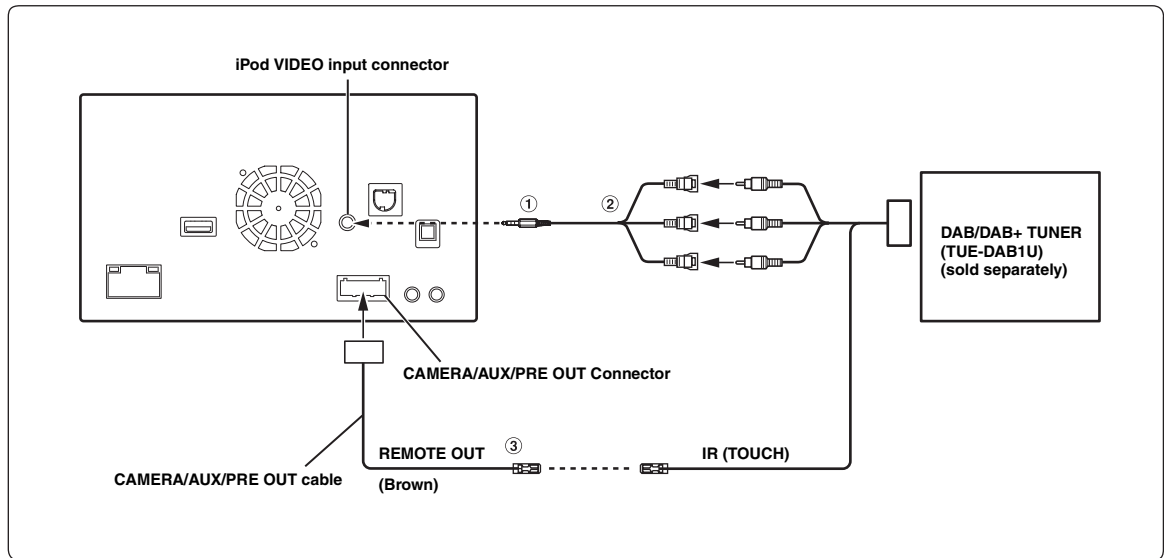 iPod VIDEO input connector
①
②
DAB/DAB+ TUNER
(TUE-DAB1U)
(sold separately)
CAMERA/AUX/PRE OUT Connector
REMOTE OUT
③
IR (TOUCH)
CAMERA/AUX/PRE OUT cable
(Brown)